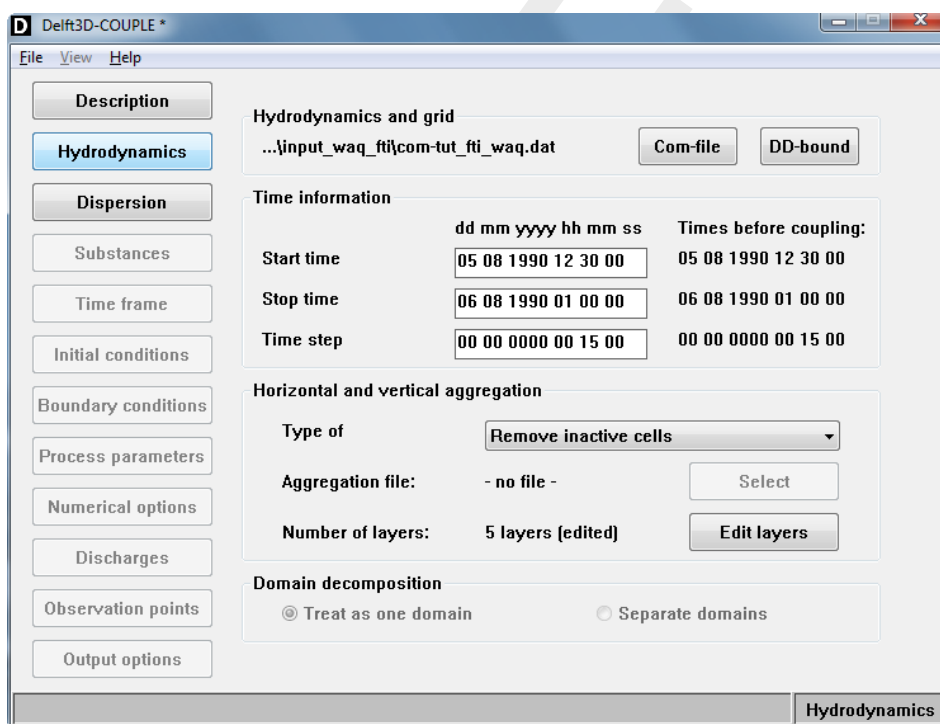 D Delft3D-COUPLE *
File View Help
Description
Hydrodynamics
Dispersion
Substances
Time frame
Initial conditions
Boundary conditions
Process parameters
Numerical options
Discharges
Observation points
Output options
Hydrodynamics and grid
...\input_waq_fti\com-tut_fti_waq.dat Com-file DD-bound
Time information
dd mm yyyy hh mm ss Times before coupling:
Start time 05 08 1990 12 30 00 05 08 1990 12 30 00
Stop time 06 08 1990 01 00 00 06 08 1990 01 00 00
Time step 00 00 0000 00 15 00 00 00 0000 00 15 00
Horizontal and vertical aggregation
Type of Remove inactive cells
Aggregation file: - no file - Select
Number of layers: 5 layers (edited) Edit layers
Domain decomposition
Treat as one domain Separate domains
Hydrodynamics